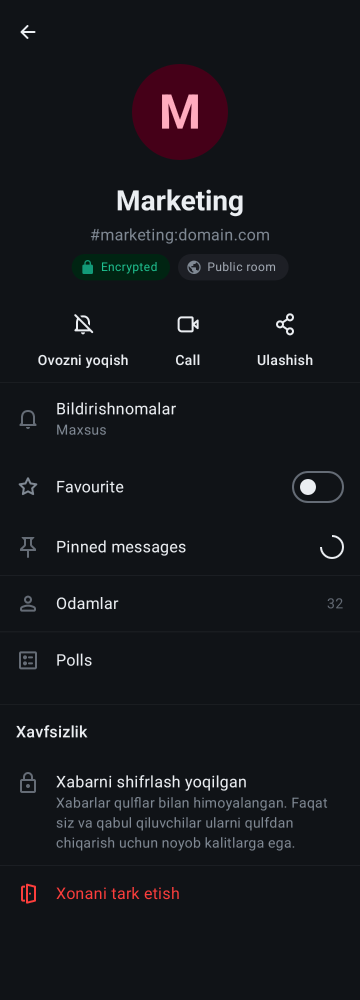 M
Marketing
#marketing:domain.com
Encrypted
Public room
Ovozni yoqish
Call
Ulashish
Bildirishnomalar
Maxsus
Favourite
Pinned messages
Odamlar
32
Polls
Xavfsizlik
Xabarni shifrlash yoqilgan
Xabarlar qulflar bilan himoyalangan. Faqat
siz va qabul qiluvchilar ularni qulfdan
chiqarish uchun noyob kalitlarga ega.
Xonani tark etish